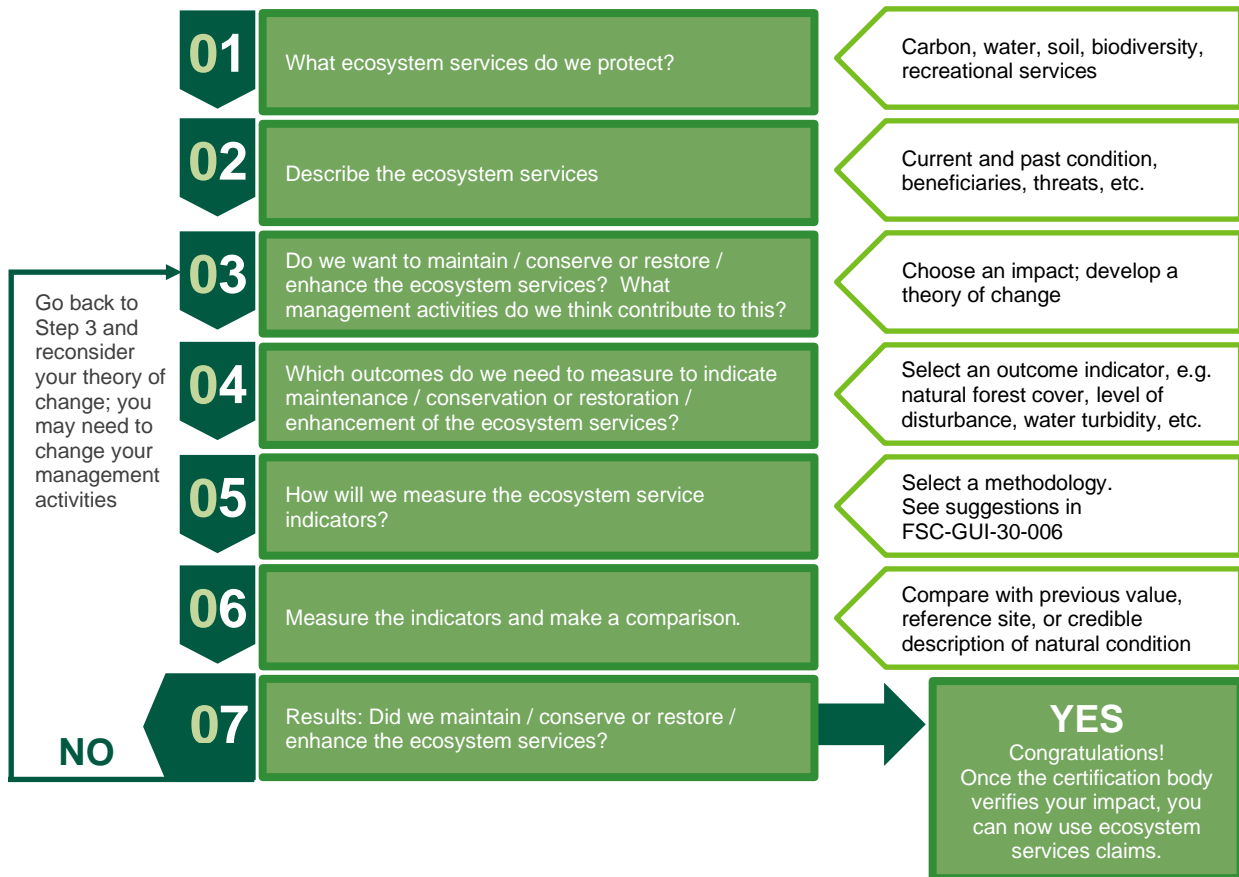 01
What ecosystem services do we protect?
Carbon, water, soil, biodiversity,
recreational services
02
Describe the ecosystem services
Current and past condition,
beneficiaries, threats, etc.
03
Do we want to maintain / conserve or restore /
enhance the ecosystem services?  What
management activities do we think contribute to this?
Choose an impact; develop a
theory of change
Go back to
Step 3 and
reconsider
your theory of
change; you
may need to
change your
management
activities
04
Which outcomes do we need to measure to indicate
maintenance / conservation or restoration /
enhancement of the ecosystem services?
Select an outcome indicator, e.g.
natural forest cover, level of
disturbance, water turbidity, etc.
05
How will we measure the ecosystem service
indicators?
Select a methodology.
See suggestions in
FSC-GUI-30-006
06
Measure the indicators and make a comparison.
Compare with previous value,
reference site, or credible
description of natural condition
07
Results: Did we maintain / conserve or restore /
enhance the ecosystem services?
NO
YES
Congratulations!
Once the certification body
verifies your impact, you
can now use ecosystem
services claims.